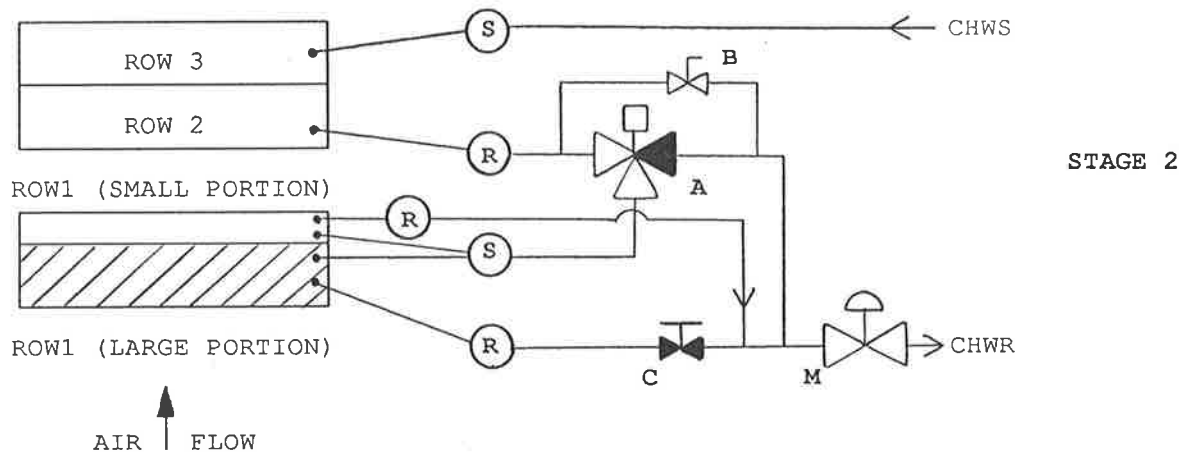 S
CHWS
ROW 3
B
ROW 2
R
A
STAGE 2
ROW1 (SMALL PORTION)
R
S
ROW1 (LARGE PORTION)
R
C
M
CHWR
AIR FLOW